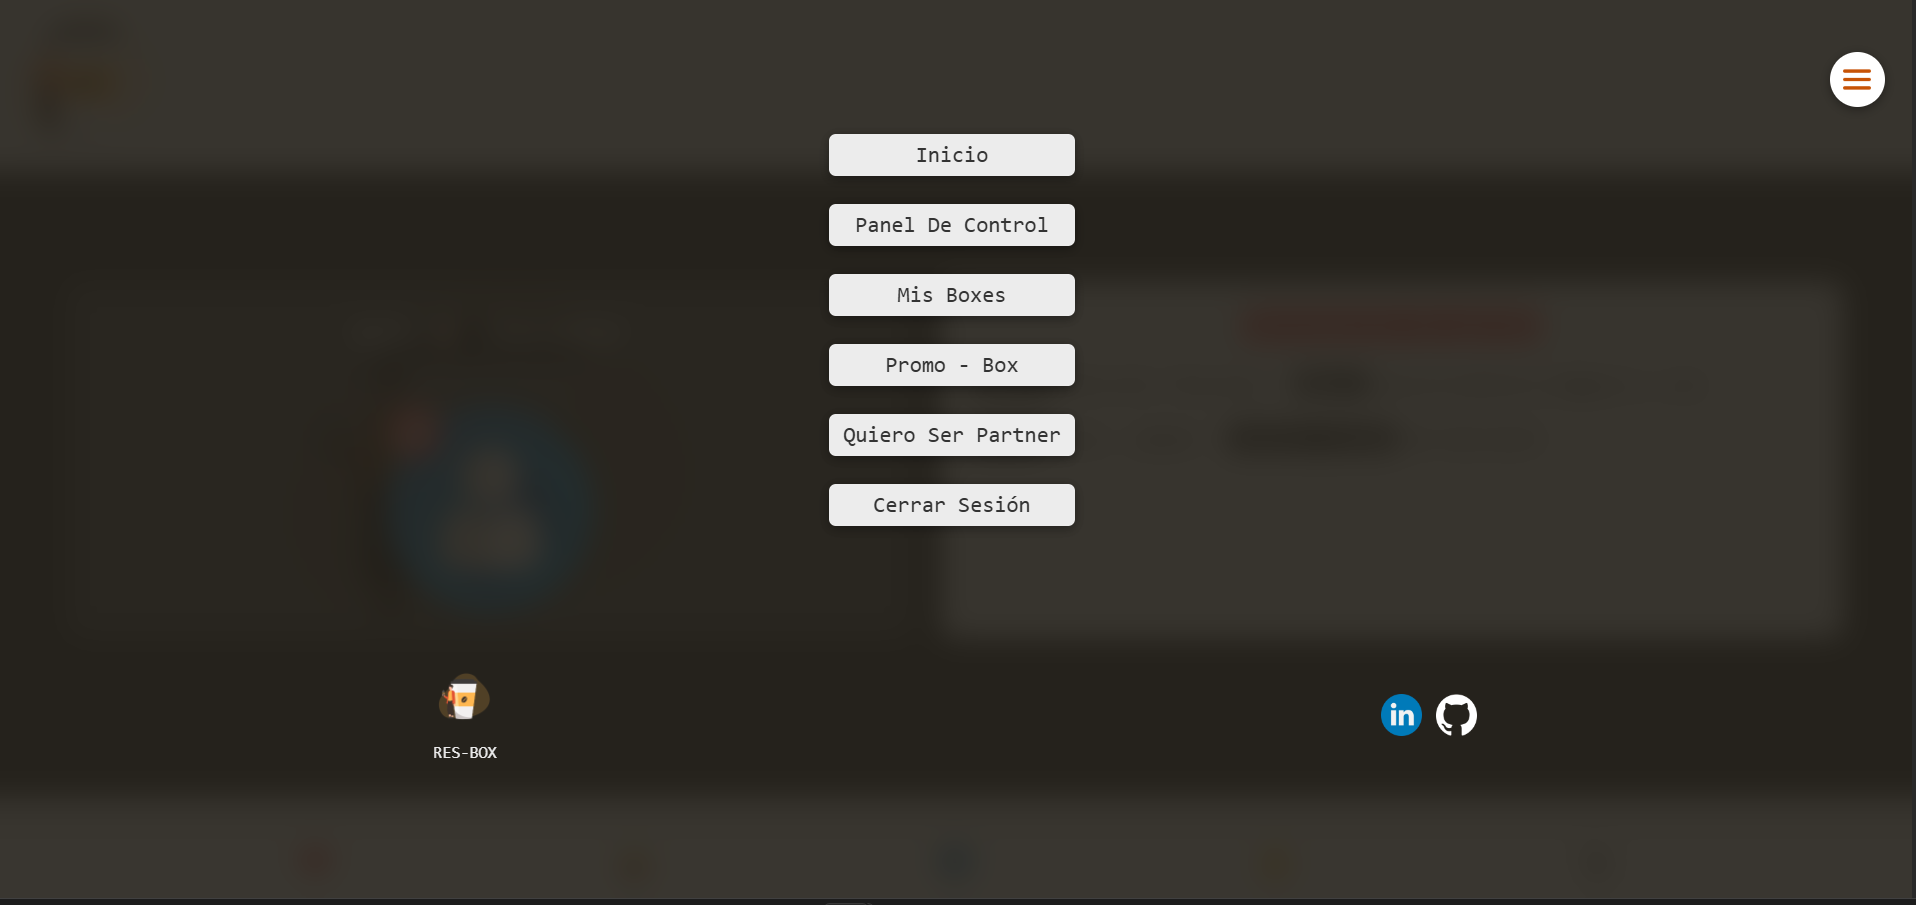 Inicio
Panel De Control
Mis Boxes
Promo - Box
Quiero Ser Partner
Cerrar Sesión
RES-BOX
in